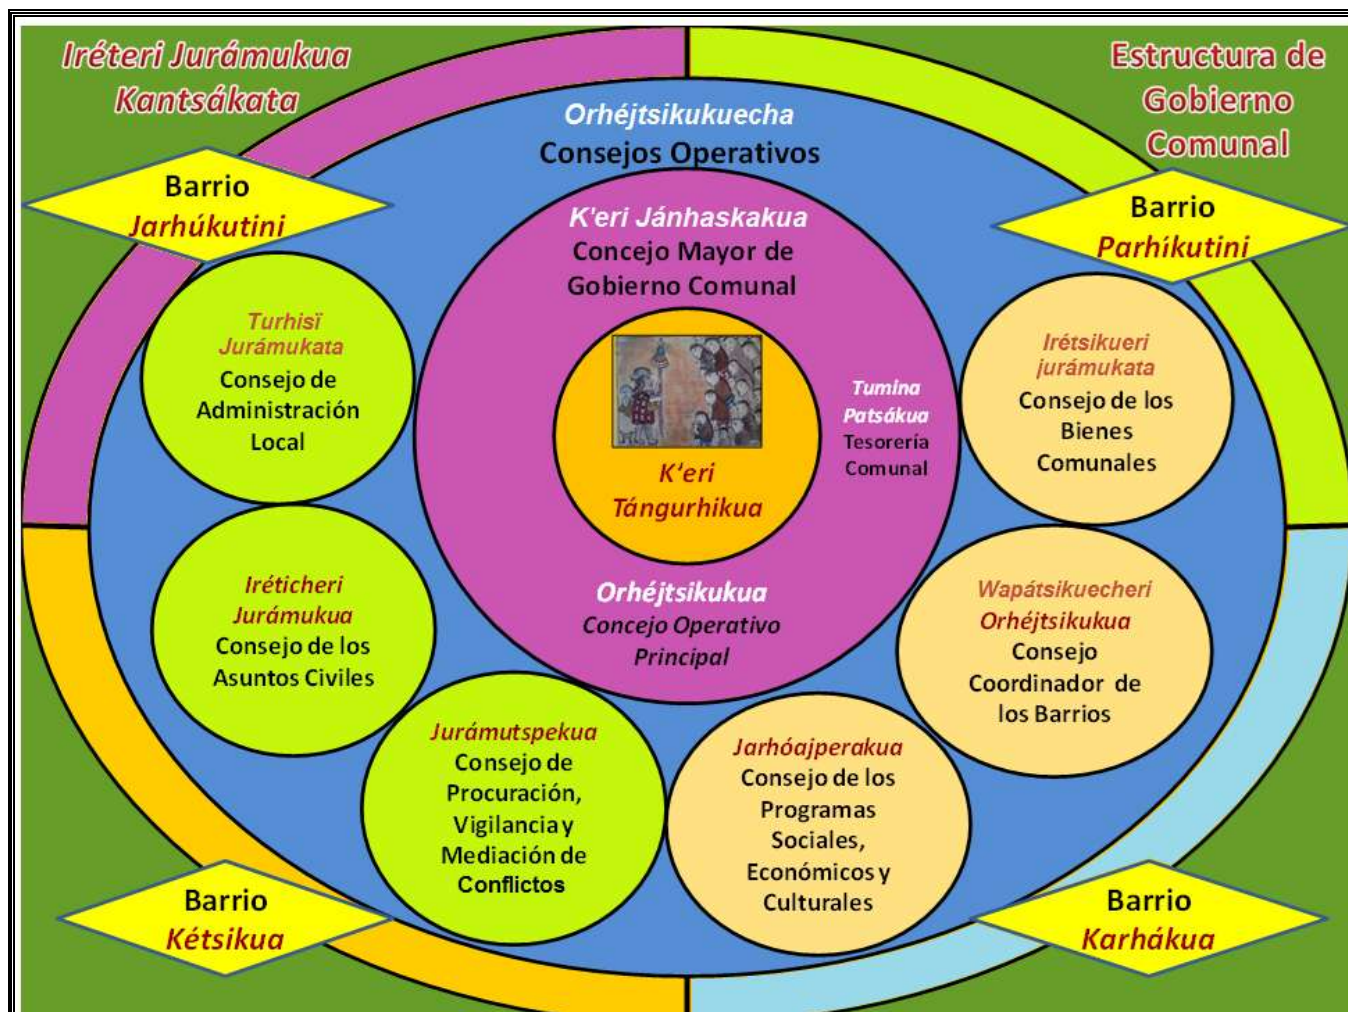 Iréteri Jurámukua
Kantsákata
Estructura de
Gobierno
Comunal
Orhéjtsikukuecha
Consejos Operativos
Barrio
Jarhúkutini
Barrio
Parhíkutini
K'eri Jánhaskakua
Concejo Mayor de
Gobierno Comunal
Tumina
Patsákua
Tesorería
Comunal
K‘eri
Tángurhikua
Orhéjtsikukua
Concejo Operativo
Principal
Turhisï
Jurámukata
Consejo de
Administración
Local
Iréticheri
Jurámukua
Consejo de los
Asuntos Civiles
Jurámutspekua
Consejo de
Procuración,
Vigilancia y
Mediación de
Conflictos
Jarhóajperakua
Consejo de los
Programas
Sociales,
Económicos y
Culturales
Wapátsikuecheri
Orhéjtsikukua
Consejo
Coordinador de
los Barrios
Irétsikueri
jurámukata
Consejo de los
Bienes
Comunales
Barrio
Kétsikua
Barrio
Karhákua